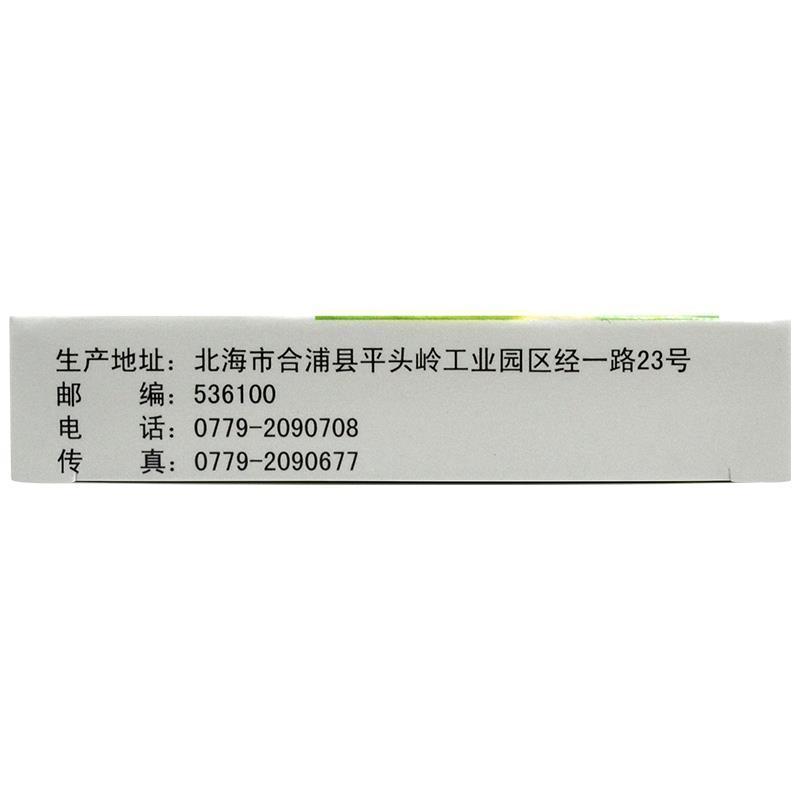 生产地址：北海市合浦县平头岭工业园区经一路23号
邮　　编：536100
电　　话：0779-2090708
传　　真：0779-2090677